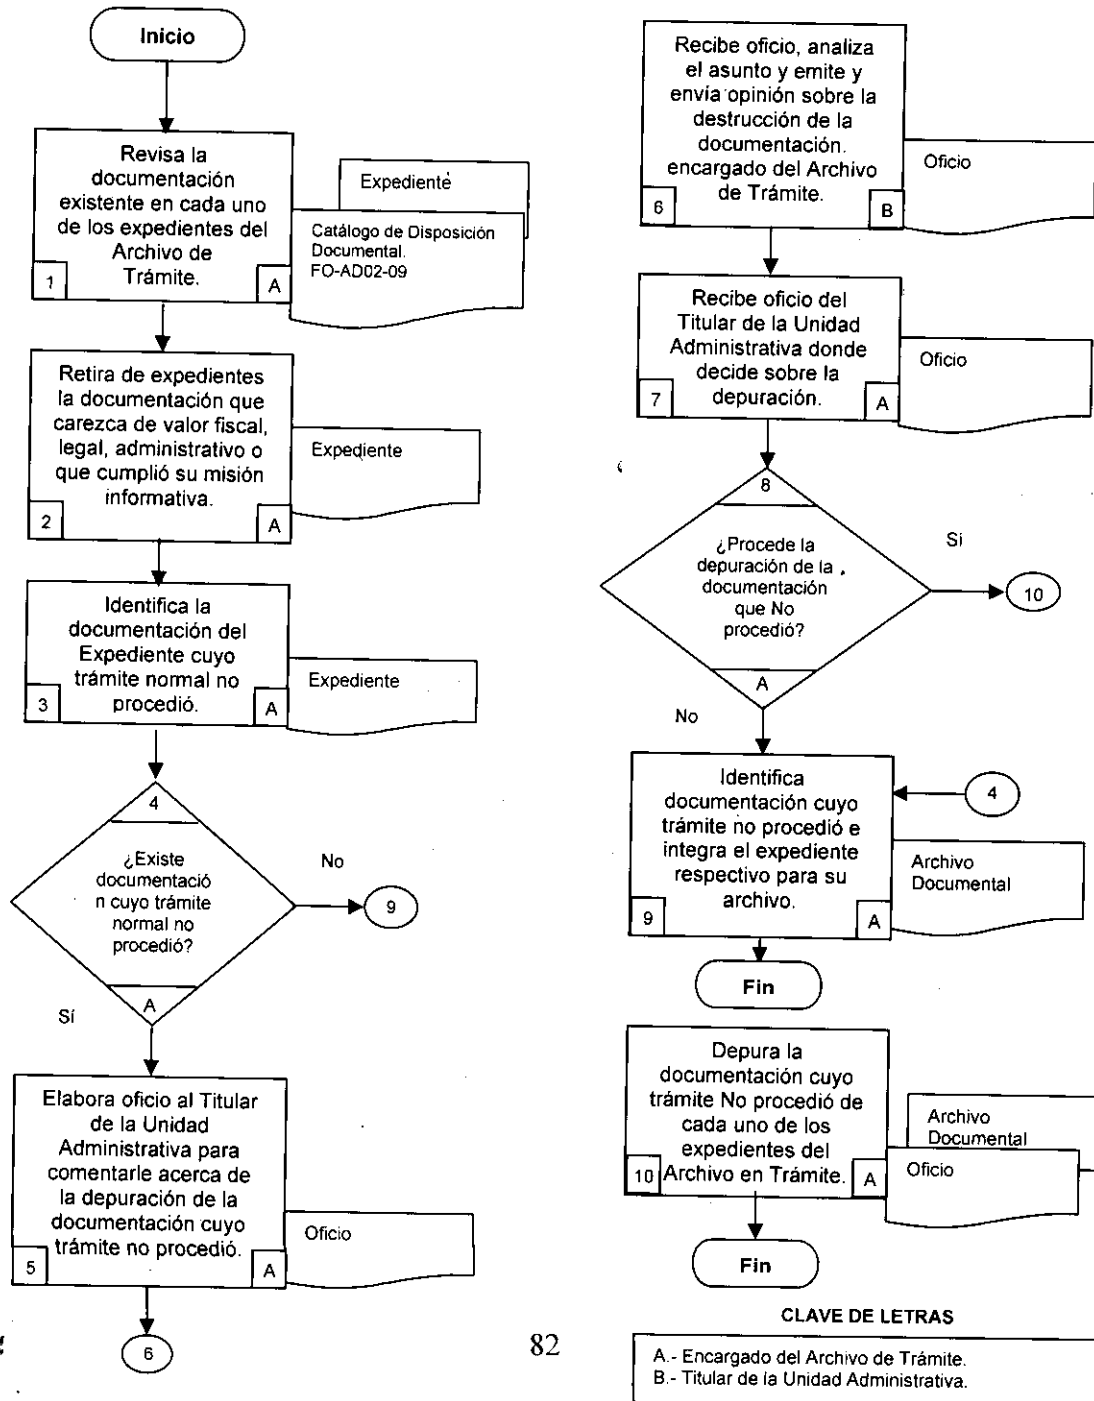 Inicio
Revisa la
documentación
existente en cada uno
de los expedientes del
Archivo de
Trámite.
1
A
Expediente
Catálogo de Disposición
Documental.
FO-AD02-09
Retira de expedientes
la documentación que
carezca de valor fiscal,
legal, administrativo o
que cumplió su misión
informativa.
2
A
Expediente
Identifica la
documentación del
Expediente cuyo
trámite normal no
procedió.
3
A
Expediente
4
¿Existe
documentació
n cuyo trámite
normal no
procedió?
A
No
9
Sí
Elabora oficio al Titular
de la Unidad
Administrativa para
comentarle acerca de
la depuración de la
documentación cuyo
trámite no procedió.
5
A
Oficio
6
Recibe oficio, analiza
el asunto y emite y
envía opinión sobre la
destrucción de la
documentación.
encargado del Archivo
de Trámite.
6
B
Oficio
Recibe oficio del
Titular de la Unidad
Administrativa donde
decide sobre la
depuración.
7
A
Oficio
8
¿Procede la
depuración de la
documentación
que No
procedió?
A
Sí
10
No
Identifica
documentación cuyo
trámite no procedió e
integra el expediente
respectivo para su
archivo.
9
A
4
Archivo
Documental
Fin
Depura la
documentación cuyo
trámite No procedió de
cada uno de los
expedientes del
Archivo en Trámite.
10
A
Archivo
Documental
Oficio
Fin
CLAVE DE LETRAS
A.- Encargado del Archivo de Trámite.
B.- Titular de la Unidad Administrativa.
82